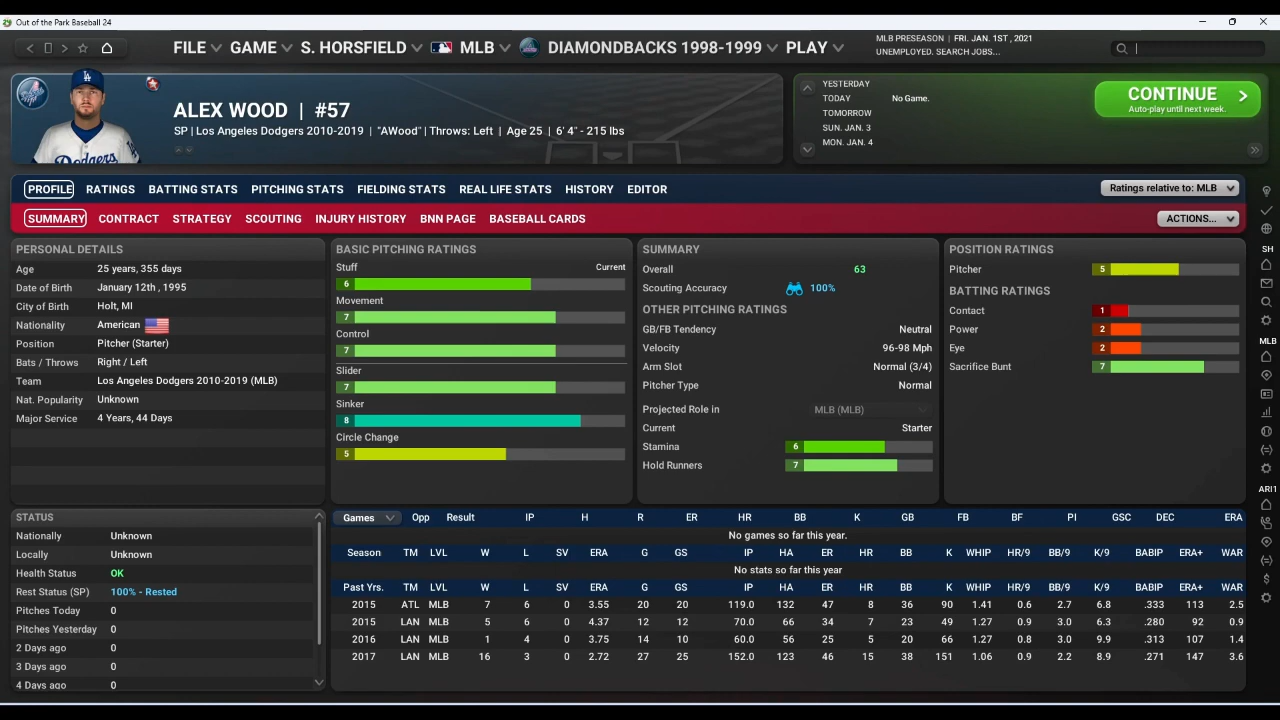 Out of the Park Baseball 24
FILE GAME S. HORSFIELD MLB DIAMONDBACKS 1998-1999 PLAY
MLB PRESEASON | FRI. JAN. 1ST , 2021
UNEMPLOYED. SEARCH JOBS...
ALEX WOOD | #57
SP | Los Angeles Dodgers 2010-2019 | "AWood" | Throws: Left | Age 25 | 6' 4" - 215 lbs
Dodgers
YESTERDAY
TODAY No Game.
TOMORROW
SUN. JAN. 3
MON. JAN. 4
CONTINUE
Auto-play until next week.
PROFILE RATINGS BATTING STATS PITCHING STATS FIELDING STATS REAL LIFE STATS HISTORY EDITOR
Ratings relative to: MLB
SUMMARY CONTRACT STRATEGY SCOUTING INJURY HISTORY BNN PAGE BASEBALL CARDS
ACTIONS...
PERSONAL DETAILS
Age 25 years, 355 days
Date of Birth January 12th , 1995
City of Birth Holt, MI
Nationality American
Position Pitcher (Starter)
Bats / Throws Right / Left
Team Los Angeles Dodgers 2010-2019 (MLB)
Nat. Popularity Unknown
Major Service 4 Years, 44 Days
BASIC PITCHING RATINGS
Stuff Current
6
Movement
7
Control
7
Slider
7
Sinker
8
Circle Change
5
SUMMARY
Overall 63
Scouting Accuracy 100%
OTHER PITCHING RATINGS
GB/FB Tendency Neutral
Velocity 96-98 Mph
Arm Slot Normal (3/4)
Pitcher Type Normal
Projected Role in MLB (MLB)
Current Starter
Stamina 6
Hold Runners 7
POSITION RATINGS
Pitcher 5
BATTING RATINGS
Contact 1
Power 2
Eye 2
Sacrifice Bunt 7
SH
MLB
ARI1
STATUS
Nationally Unknown
Locally Unknown
Health Status OK
Rest Status (SP) 100% - Rested
Pitches Today 0
Pitches Yesterday 0
2 Days ago 0
3 Days ago 0
4 Days ago 0
Games Opp Result IP H R ER HR BB K GB FB BF PI GSC DEC ERA
No games so far this year.
Season TM LVL W L SV ERA G GS IP HA ER HR BB K WHIP HR/9 BB/9 K/9 BABIP ERA+ WAR
No stats so far this year
Past Yrs. TM LVL W L SV ERA G GS IP HA ER HR BB K WHIP HR/9 BB/9 K/9 BABIP ERA+ WAR
2015 ATL MLB 7 6 0 3.55 20 20 119.0 132 47 8 36 90 1.41 0.6 2.7 6.8 .333 113 2.5
2015 LAN MLB 5 6 0 4.37 12 12 70.0 66 34 7 23 49 1.27 0.9 3.0 6.3 .280 92 0.9
2016 LAN MLB 1 4 0 3.75 14 10 60.0 56 25 5 20 66 1.27 0.8 3.0 9.9 .313 107 1.4
2017 LAN MLB 16 3 0 2.72 27 25 152.0 123 46 15 38 151 1.06 0.9 2.2 8.9 .271 147 3.6